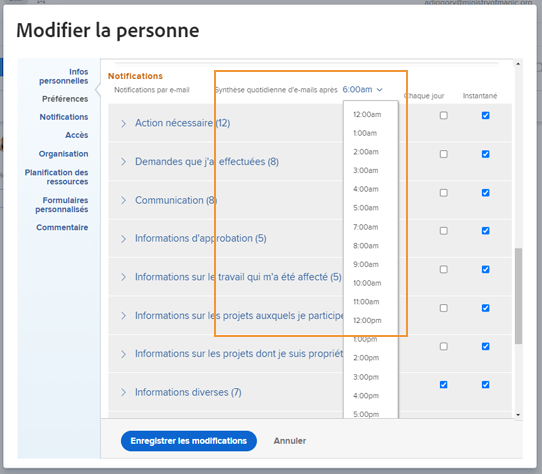 adiggory@ministryofmagic.org
Modifier la personne
Infos
personnelles
Préférences
Notifications
Accès
Organisation
Planification des
ressources
Formulaires
personnalisés
Commentaire
Notifications
Notifications par e-mail
Synthèse quotidienne d'e-mails après 6:00am
Chaque jour
Instantané
Action nécessaire (12)
Demandes que j'ai effectuées (8)
Communication (8)
Informations d'approbation (5)
Informations sur le travail qui m'a été affecté (5)
Informations sur les projets auxquels je participe
Informations sur les projets dont je suis propriét
Informations diverses (7)
12:00am
1:00am
2:00am
3:00am
4:00am
5:00am
7:00am
8:00am
9:00am
10:00am
11:00am
12:00pm
1:00pm
2:00pm
3:00pm
4:00pm
5:00pm
Enregistrer les modifications
Annuler